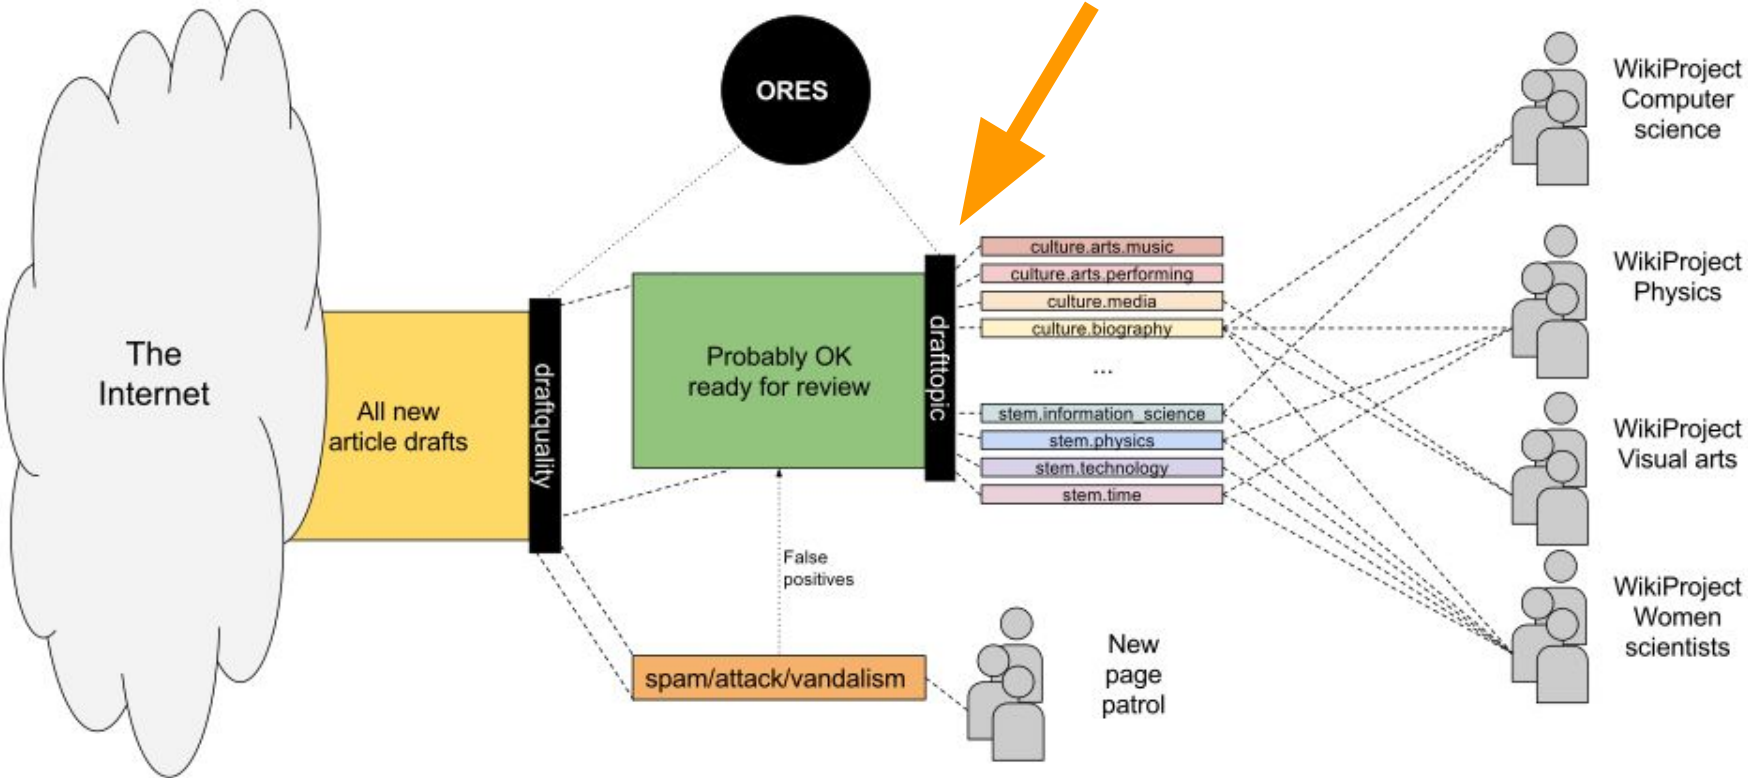 The
Internet
All new
article drafts
draftquality
ORES
Probably OK
ready for review
drafttopic
False
positives
spam/attack/vandalism
New
page
patrol
culture.arts.music
culture.arts.performing
culture.media
culture.biography
...
stem.information_science
stem.physics
stem.technology
stem.time
WikiProject
Computer
science
WikiProject
Physics
WikiProject
Visual arts
WikiProject
Women
scientists